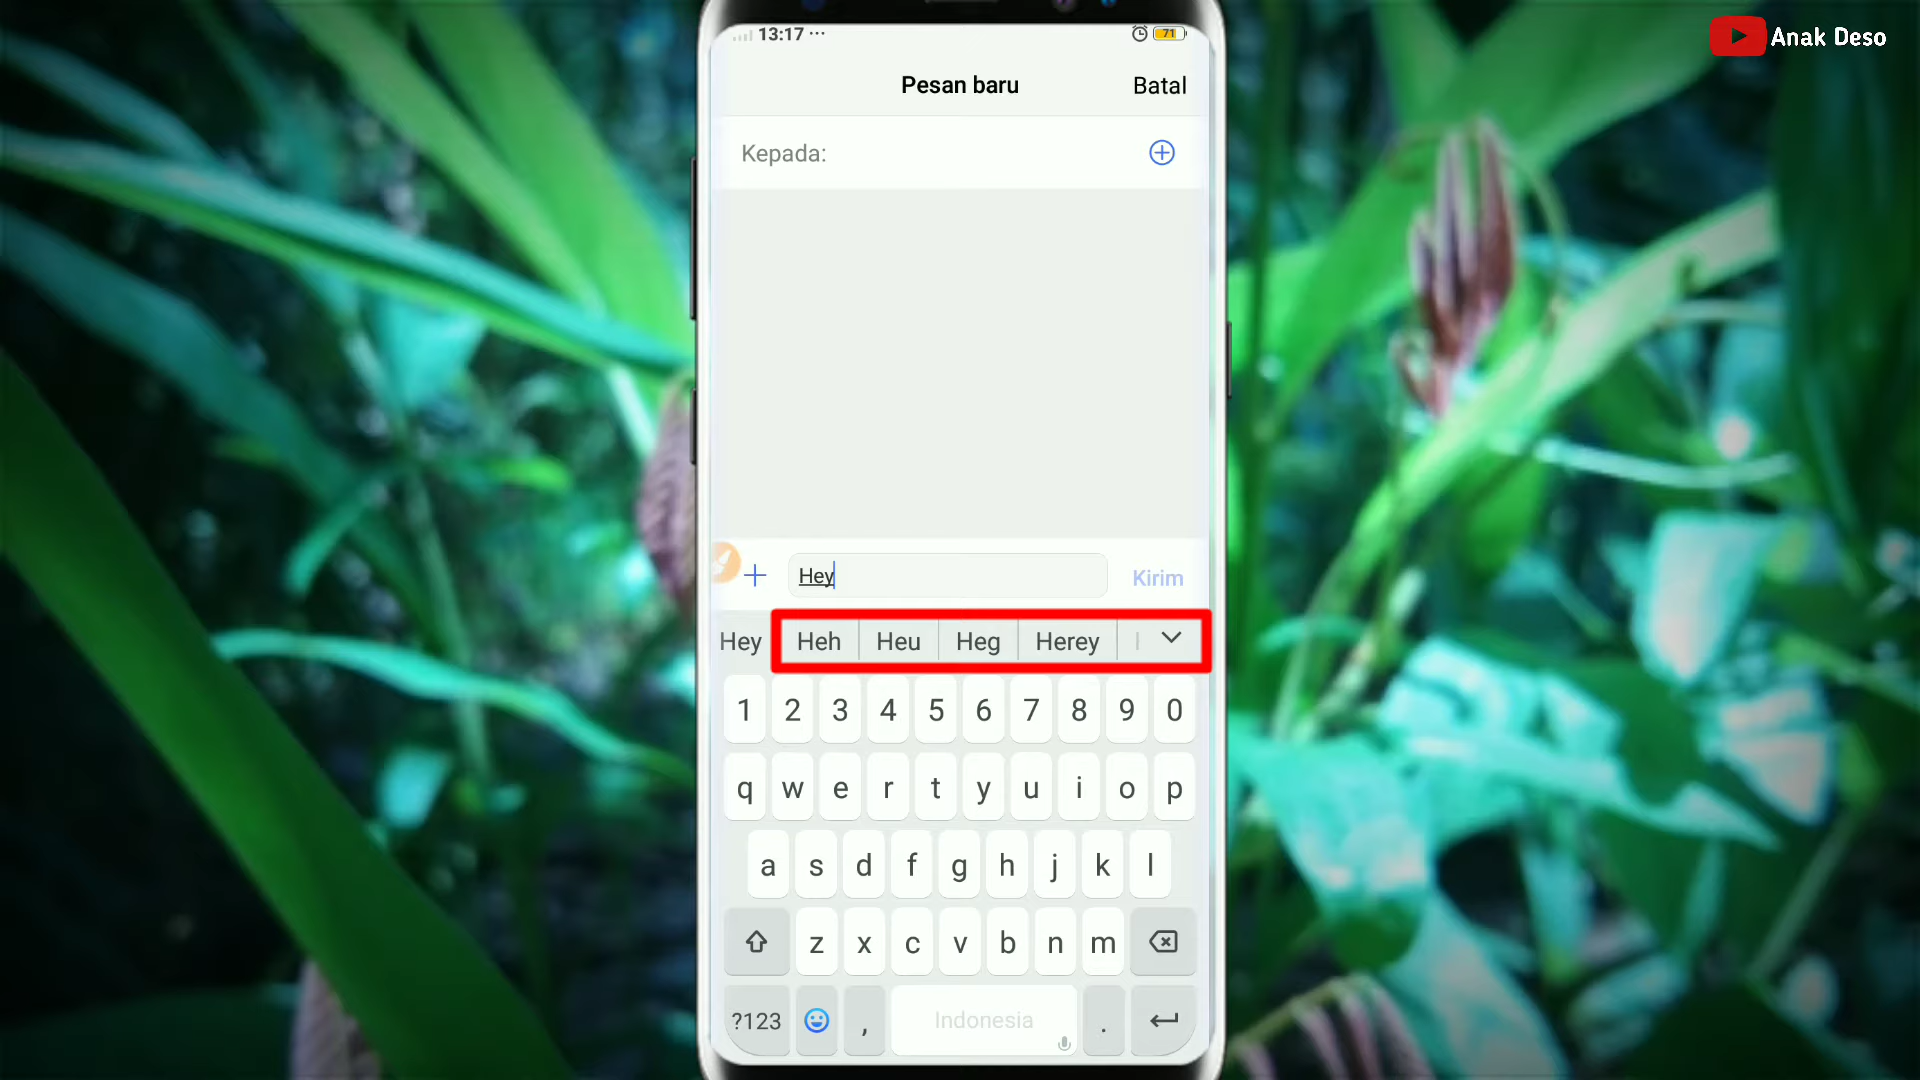 Anak Deso
13:17 ··· 71
Pesan baru Batal
Kepada:
Hey Kirim
Hey Heh Heu Heg Herey
1 2 3 4 5 6 7 8 9 0
q w e r t y u i o p
a s d f g h j k l
z x c v b n m
?123 , Indonesia .